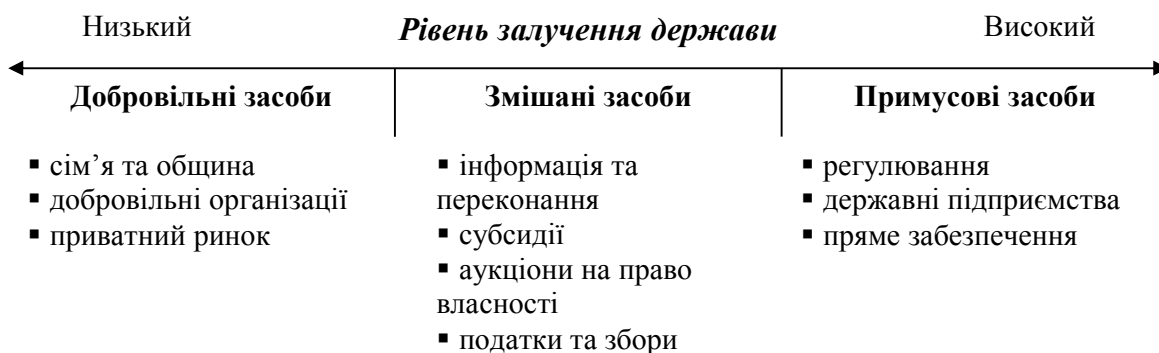 Низький Рівень залучення держави Високий
Добровільні засоби Змішані засоби Примусові засоби
▪ сім’я та община
▪ добровільні організації
▪ приватний ринок
▪ інформація та
переконання
▪ субсидії
▪ аукціони на право
власності
▪ податки та збори
▪ регулювання
▪ державні підприємства
▪ пряме забезпечення